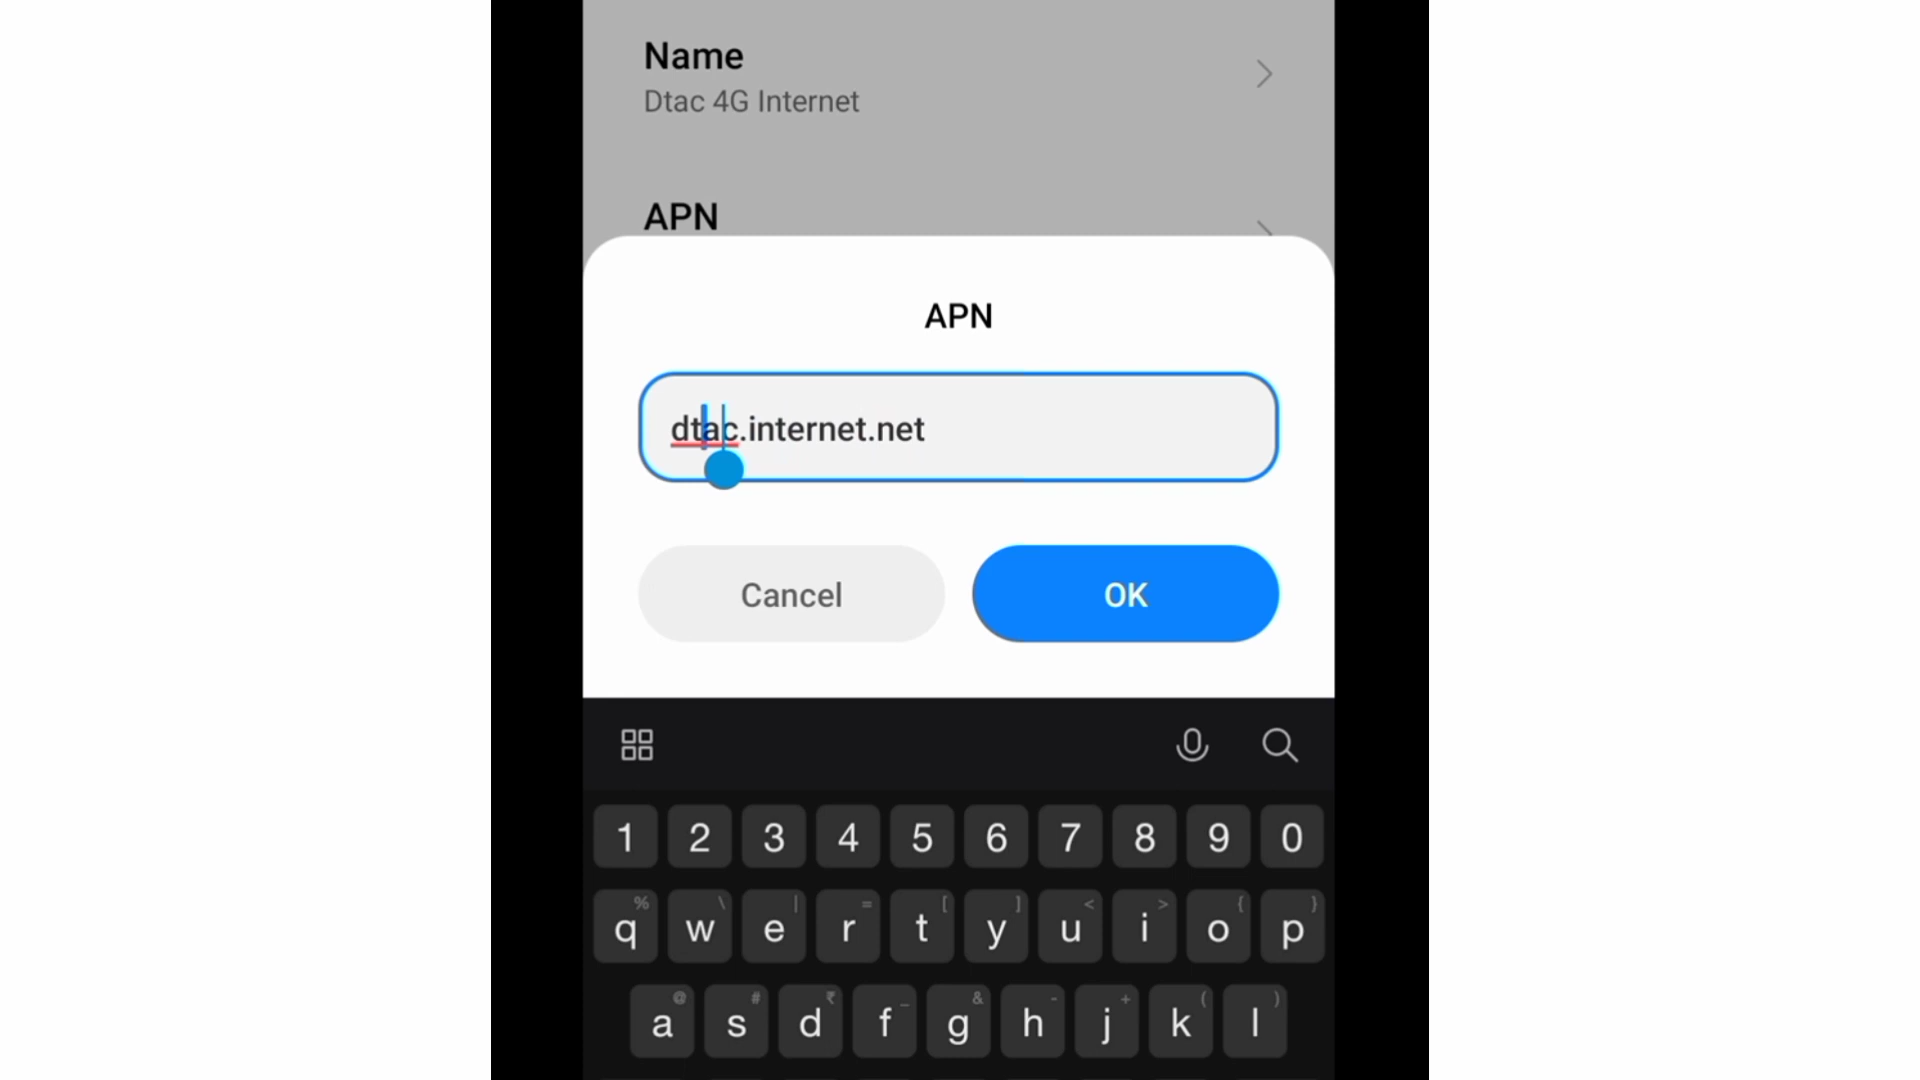 Name
Dtac 4G Internet
APN
APN
dtac.internet.net
Cancel OK
1 2 3 4 5 6 7 8 9 0
% \ | = [ ] < > { }
q w e r t y u i o p
@ # ₹ _ & - + ( )
a s d f g h j k l